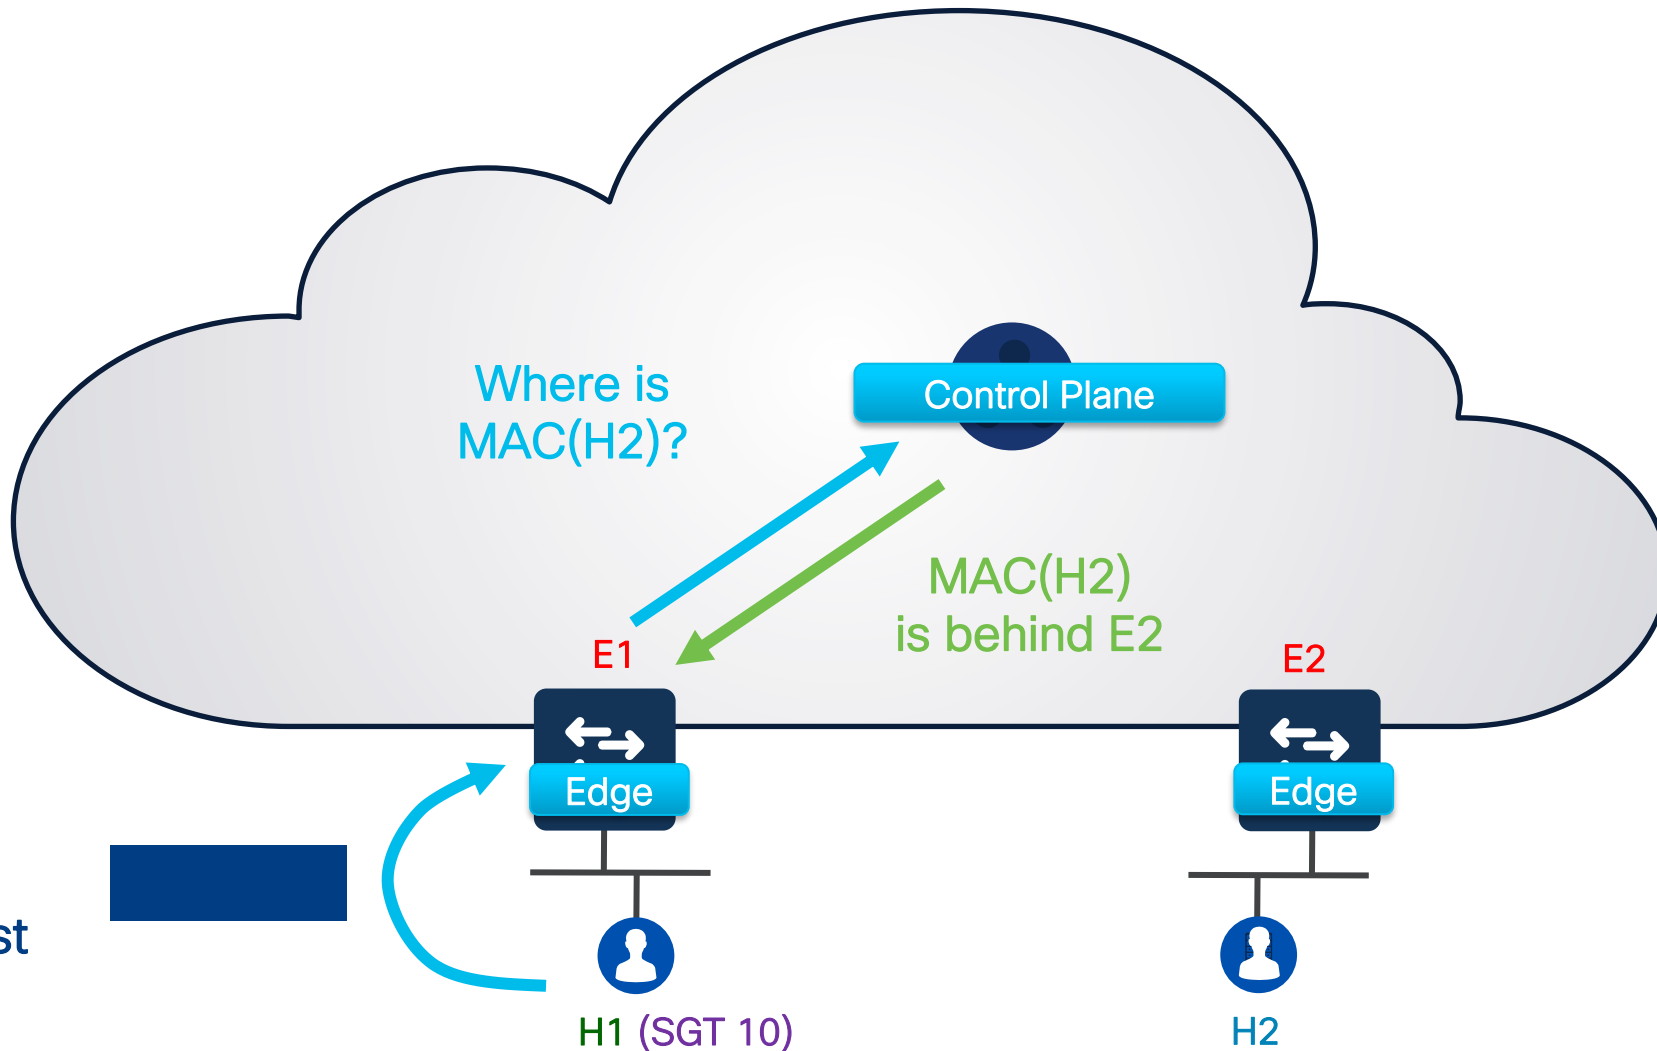 Where is
MAC(H2)?
Control Plane
MAC(H2)
is behind E2
E1
E2
Edge
Edge
st
H1 (SGT 10)
H2